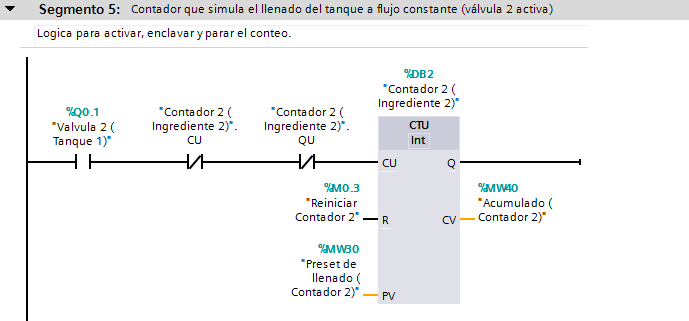 Segmento 5: Contador que simula el llenado del tanque a flujo constante (válvula 2 activa)
Logica para activar, enclavar y parar el conteo.
%DB2
"Contador 2 (
Ingrediente 2)"
%Q0.1
"Valvula 2 (
Tanque 1)"
"Contador 2 (
Ingrediente 2)".
CU
"Contador 2 (
Ingrediente 2)".
QU
CTU
Int
CU
Q
%M0.3
"Reiniciar
Contador 2"
R
%MW40
"Acumulado (
Contador 2)"
CV
%MW30
"Preset de
llenado (
Contador 2)"
PV